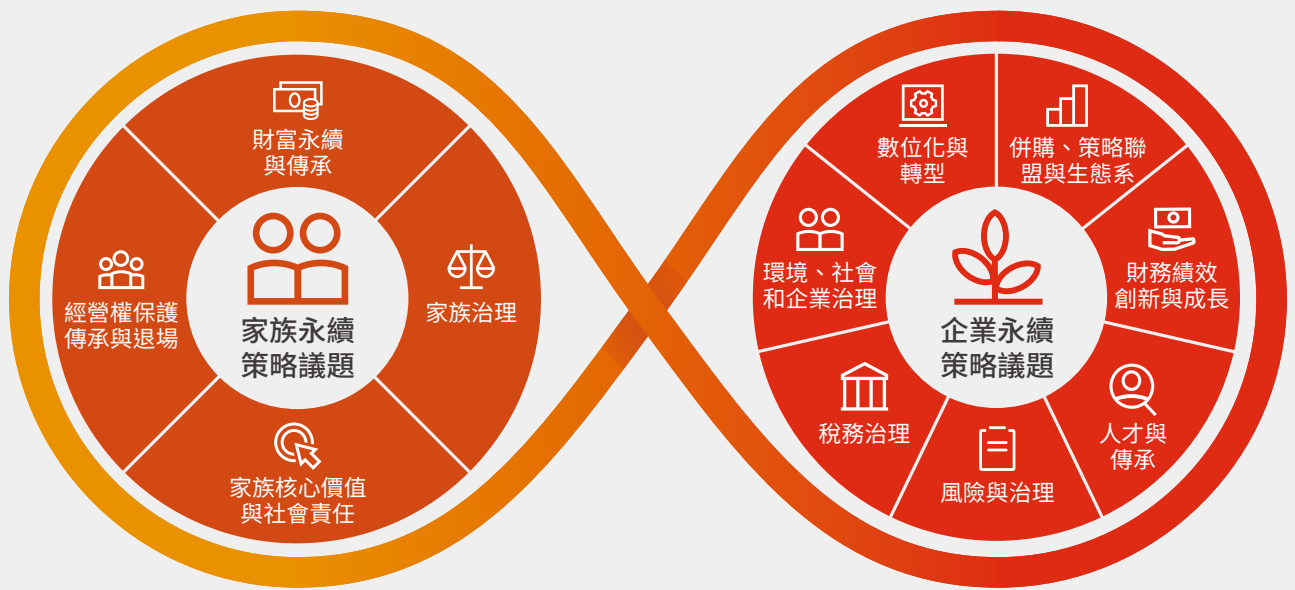 財富永續
與傳承
經營權保護
傳承與退場
家族永續
策略議題
家族治理
家族核心價值
與社會責任
數位化與
轉型
併購、策略聯
盟與生態系
環境、社會
和企業治理
企業永續
策略議題
財務績效
創新與成長
稅務治理
風險與治理
人才與
傳承